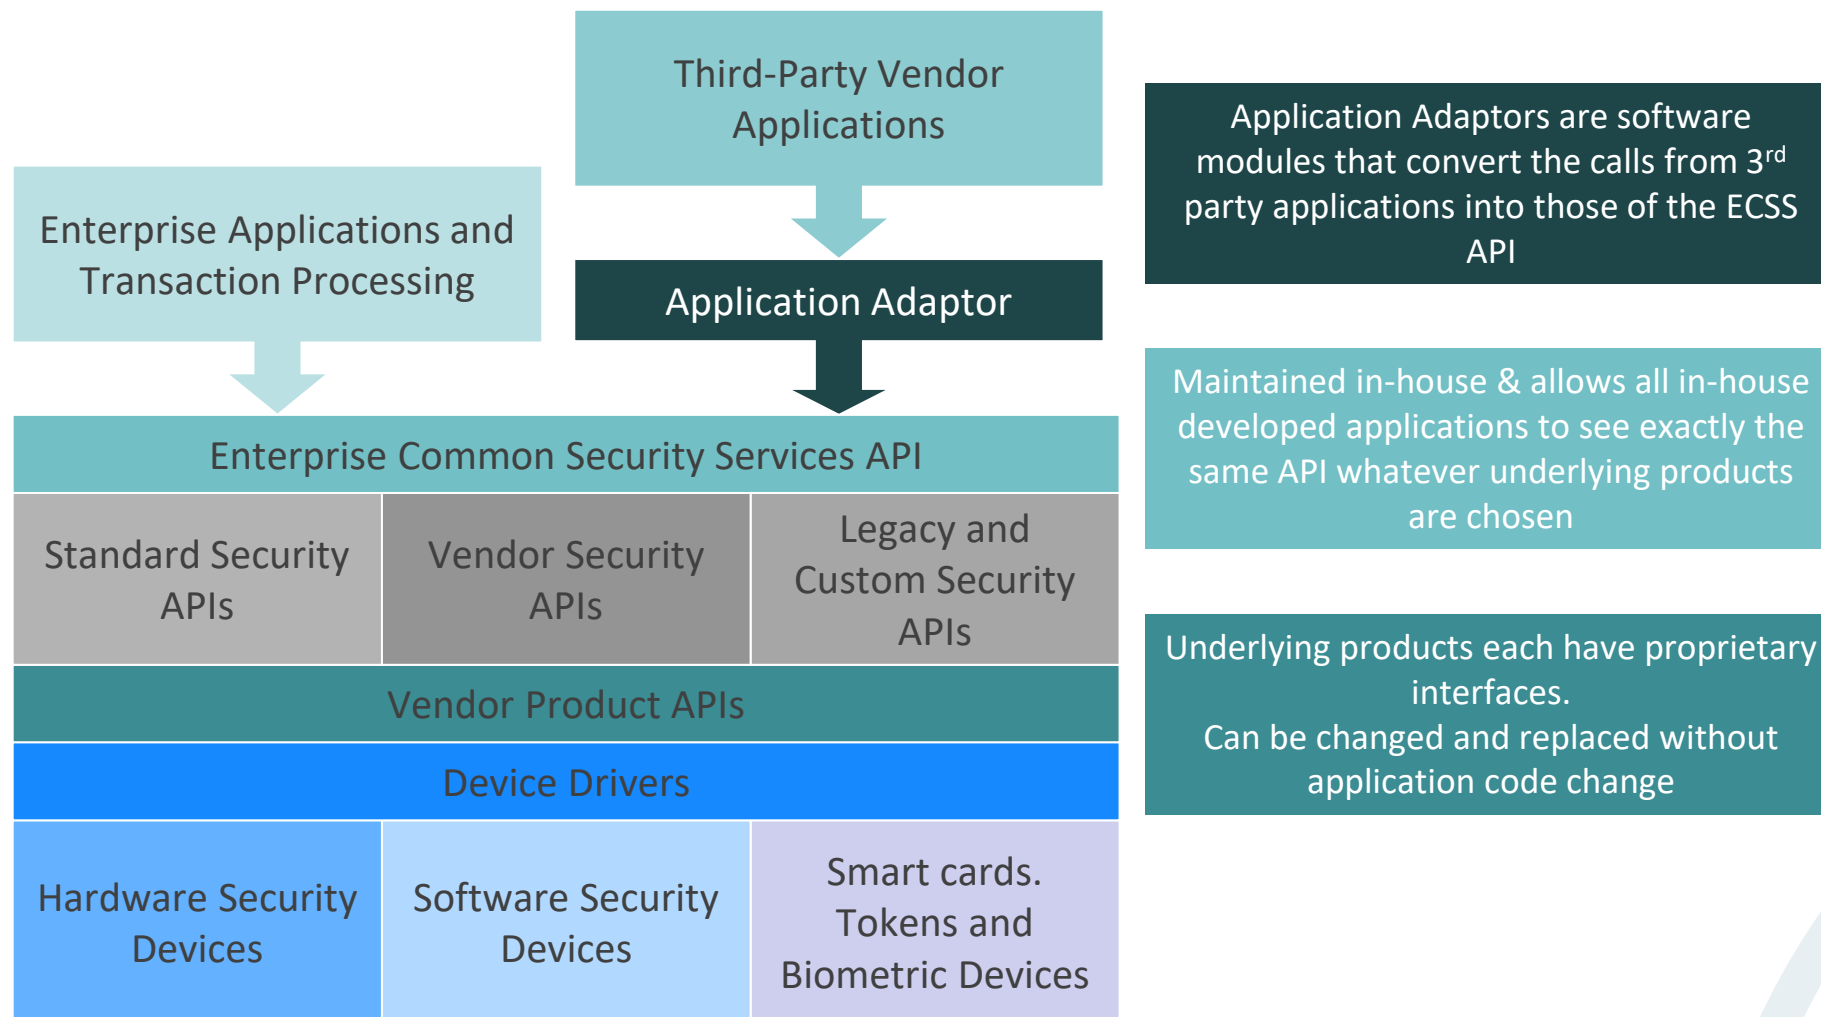 Third-Party Vendor
Applications
Enterprise Applications and
Transaction Processing
Application Adaptor
Enterprise Common Security Services API
Standard Security
APIs
Vendor Security
APIs
Legacy and
Custom Security
APIs
Vendor Product APIs
Device Drivers
Hardware Security
Devices
Software Security
Devices
Smart cards.
Tokens and
Biometric Devices
Application Adaptors are software
modules that convert the calls from 3rd
party applications into those of the ECSS
API
Maintained in-house & allows all in-house
developed applications to see exactly the
same API whatever underlying products
are chosen
Underlying products each have proprietary
interfaces.
Can be changed and replaced without
application code change